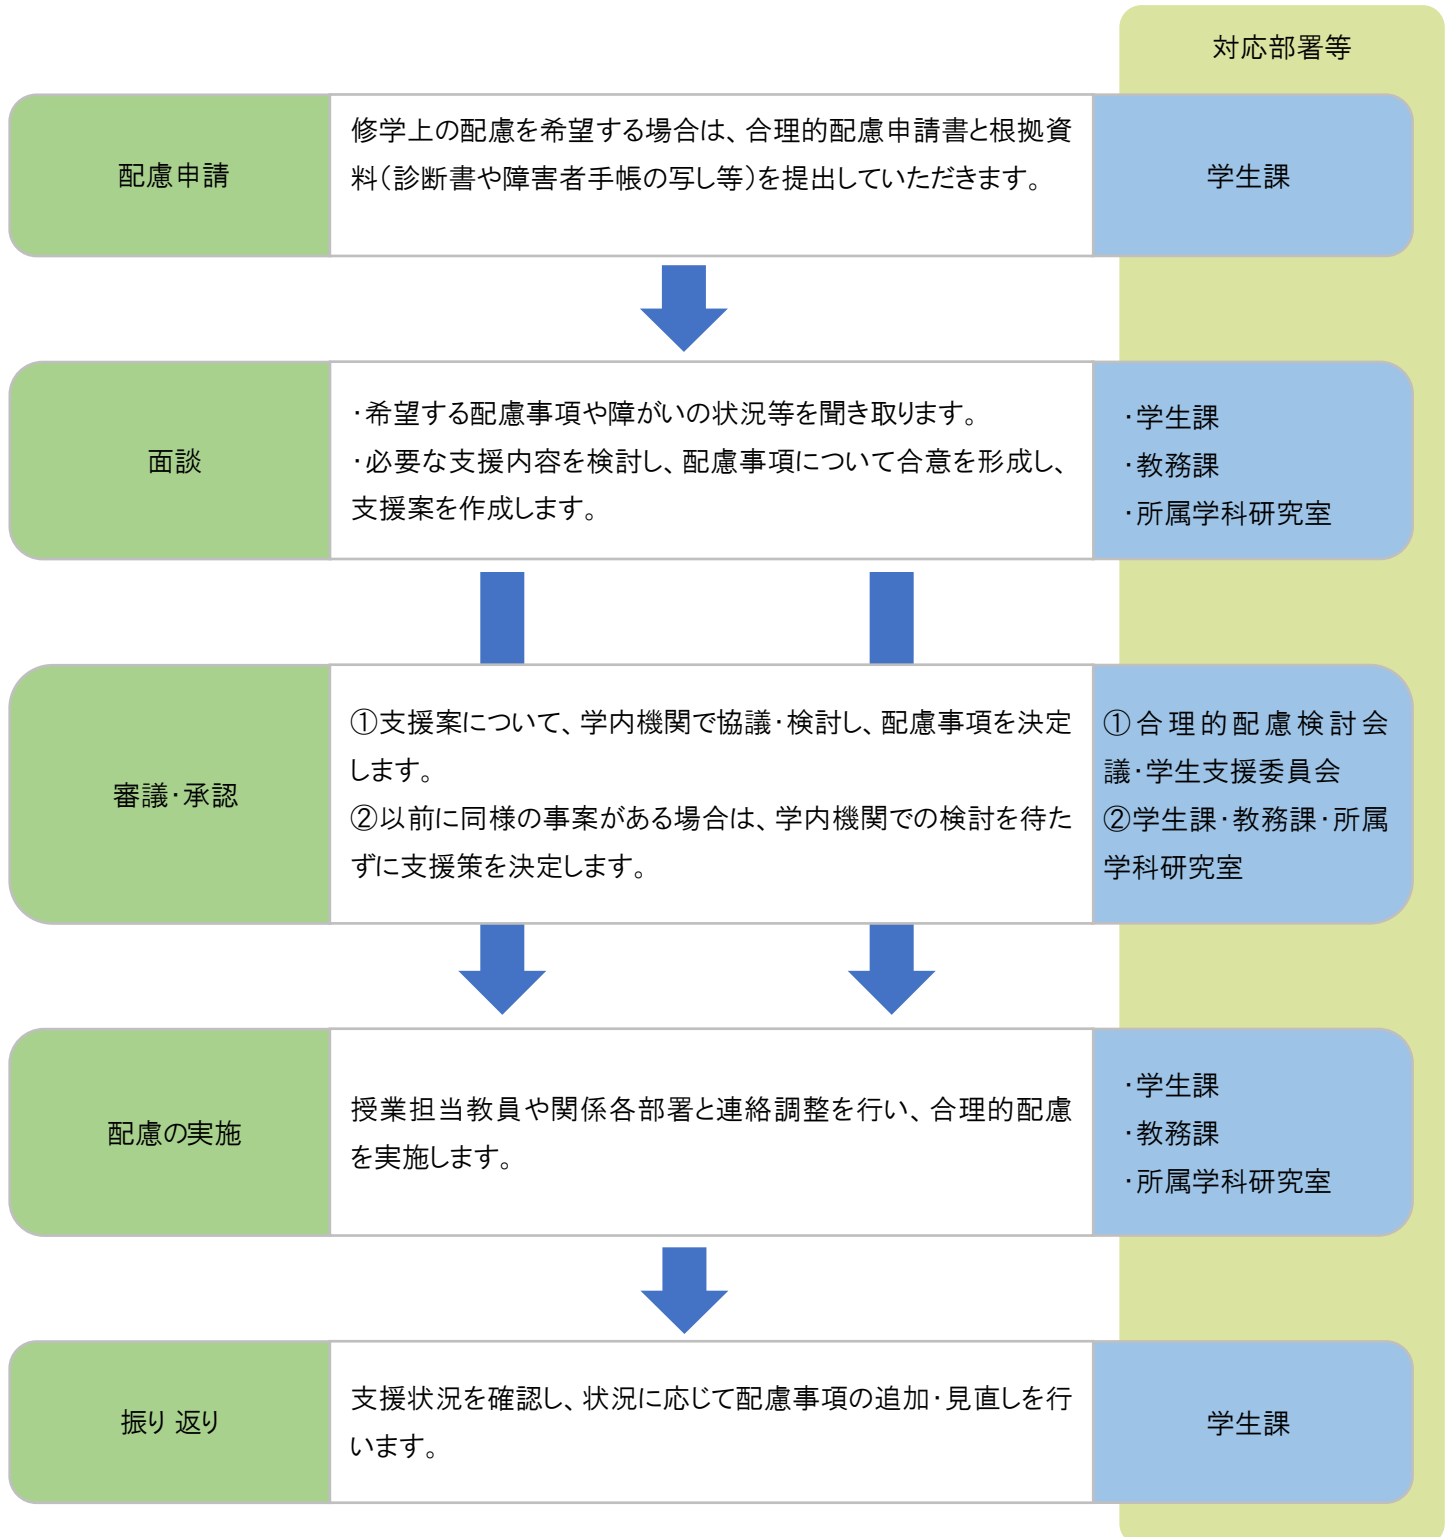 対応部署等
配慮申請
修学上の配慮を希望する場合は、合理的配慮申請書と根拠資
料(診断書や障害者手帳の写し等)を提出していただきます。
学生課
面談
・希望する配慮事項や障がいの状況等を聞き取ります。
・必要な支援内容を検討し、配慮事項について合意を形成し、
支援案を作成します。
・学生課
・教務課
・所属学科研究室
審議・承認
①支援案について、学内機関で協議・検討し、配慮事項を決定
します。
②以前に同様の事案がある場合は、学内機関での検討を待た
ずに支援策を決定します。
①合理的配慮検討会
議・学生支援委員会
②学生課・教務課・所属
学科研究室
配慮の実施
授業担当教員や関係各部署と連絡調整を行い、合理的配慮
を実施します。
・学生課
・教務課
・所属学科研究室
振り返り
支援状況を確認し、状況に応じて配慮事項の追加・見直しを行
います。
学生課